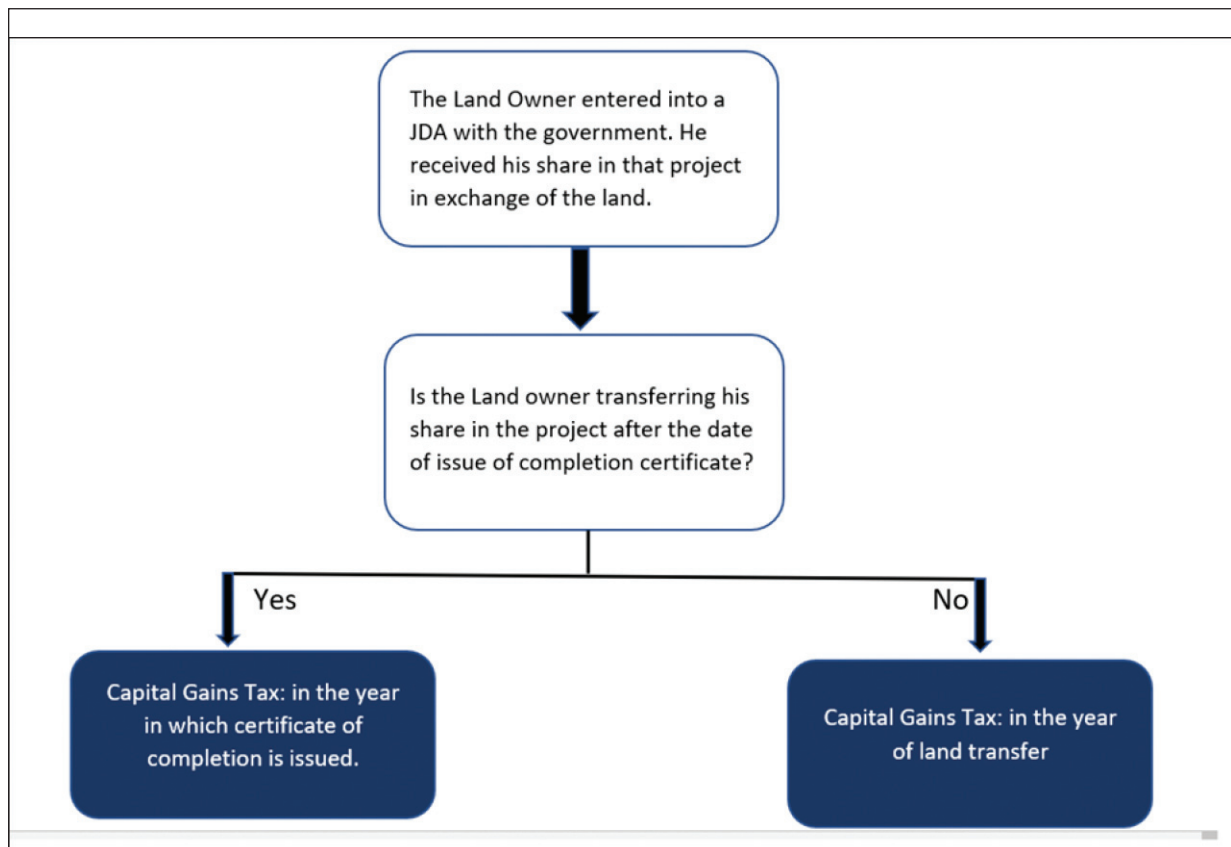 The Land Owner entered into a
JDA with the government. He
received his share in that project
in exchange of the land.
Is the Land owner transferring his
share in the project after the date
of issue of completion certificate?
Yes
No
Capital Gains Tax: in the year
in which certificate of
completion is issued.
Capital Gains Tax: in the year
of land transfer